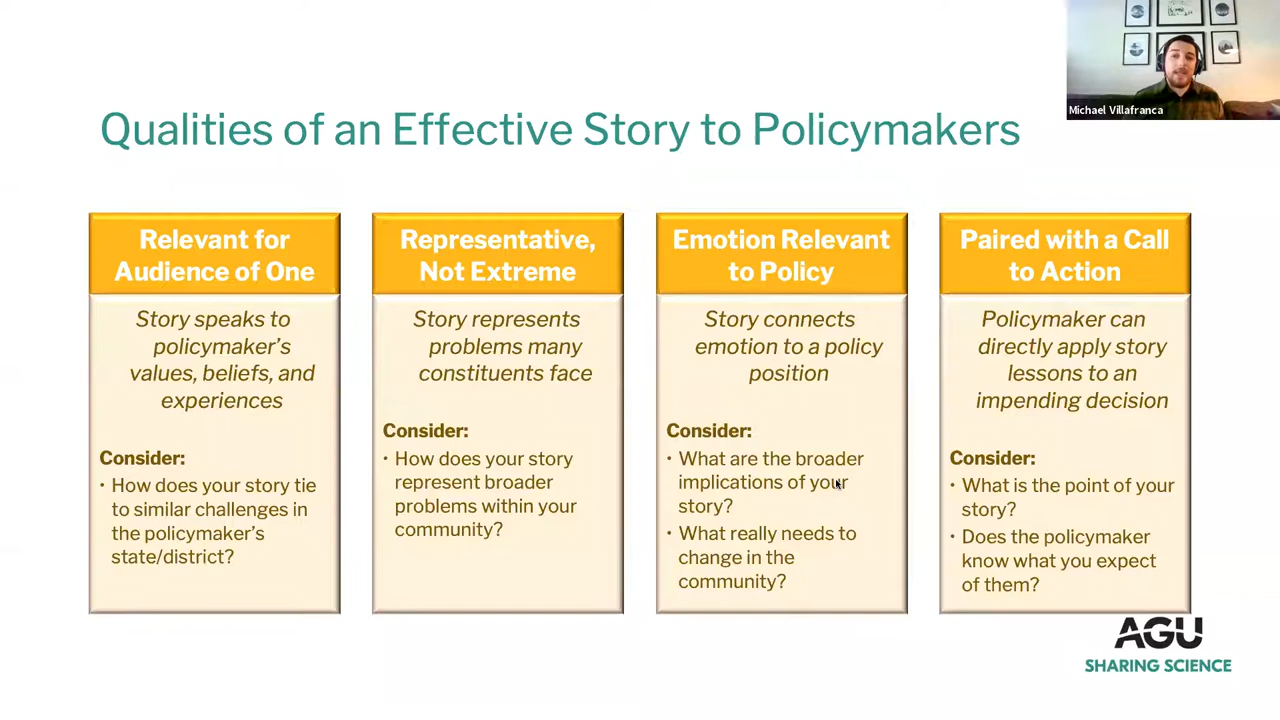 Michael Villafranca
Qualities of an Effective Story to Policymakers
Relevant for
Audience of One
Story speaks to
policymaker's
values, beliefs, and
experiences
Consider:
• How does your story tie
to similar challenges in
the policymaker's
state/district?
Representative,
Not Extreme
Story represents
problems many
constituents face
Consider:
• How does your story
represent broader
problems within your
community?
Emotion Relevant
to Policy
Story connects
emotion to a policy
position
Consider:
• What are the broader
implications of your
story?
• What really needs to
change in the
community?
Paired with a Call
to Action
Policymaker can
directly apply story
lessons to an
impending decision
Consider:
• What is the point of your
story?
• Does the policymaker
know what you expect
of them?
AGU
SHARING SCIENCE